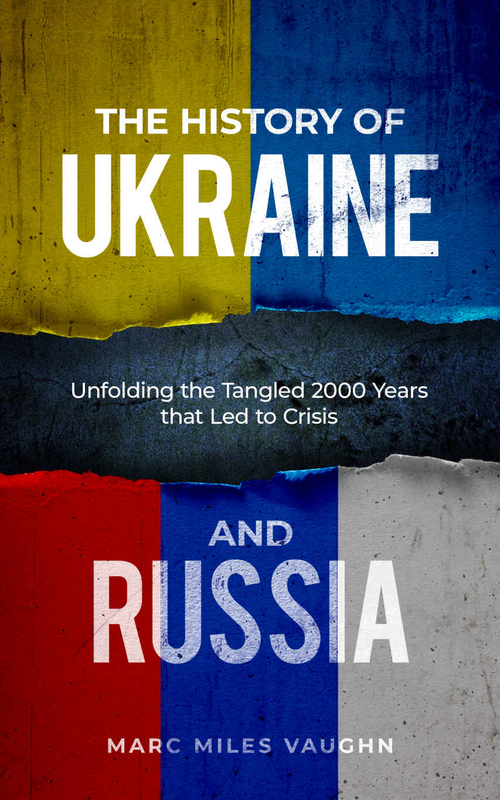 THE HISTORY OF
UKRAINE
Unfolding the Tangled 2000 Years
that Led to Crisis
AND
RUSSIA
MARC MILES VAUGHN